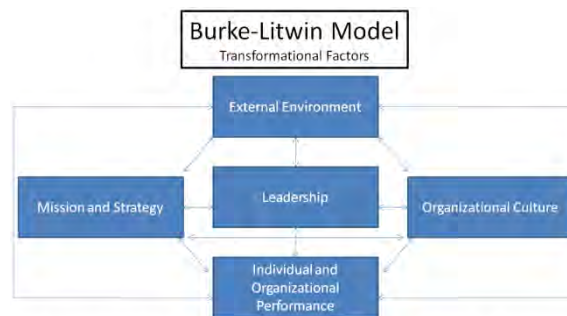 Burke-Litwin Model
Transformational Factors
External Environment
Mission and Strategy
Leadership
Organizational Culture
Individual and
Organizational
Performance